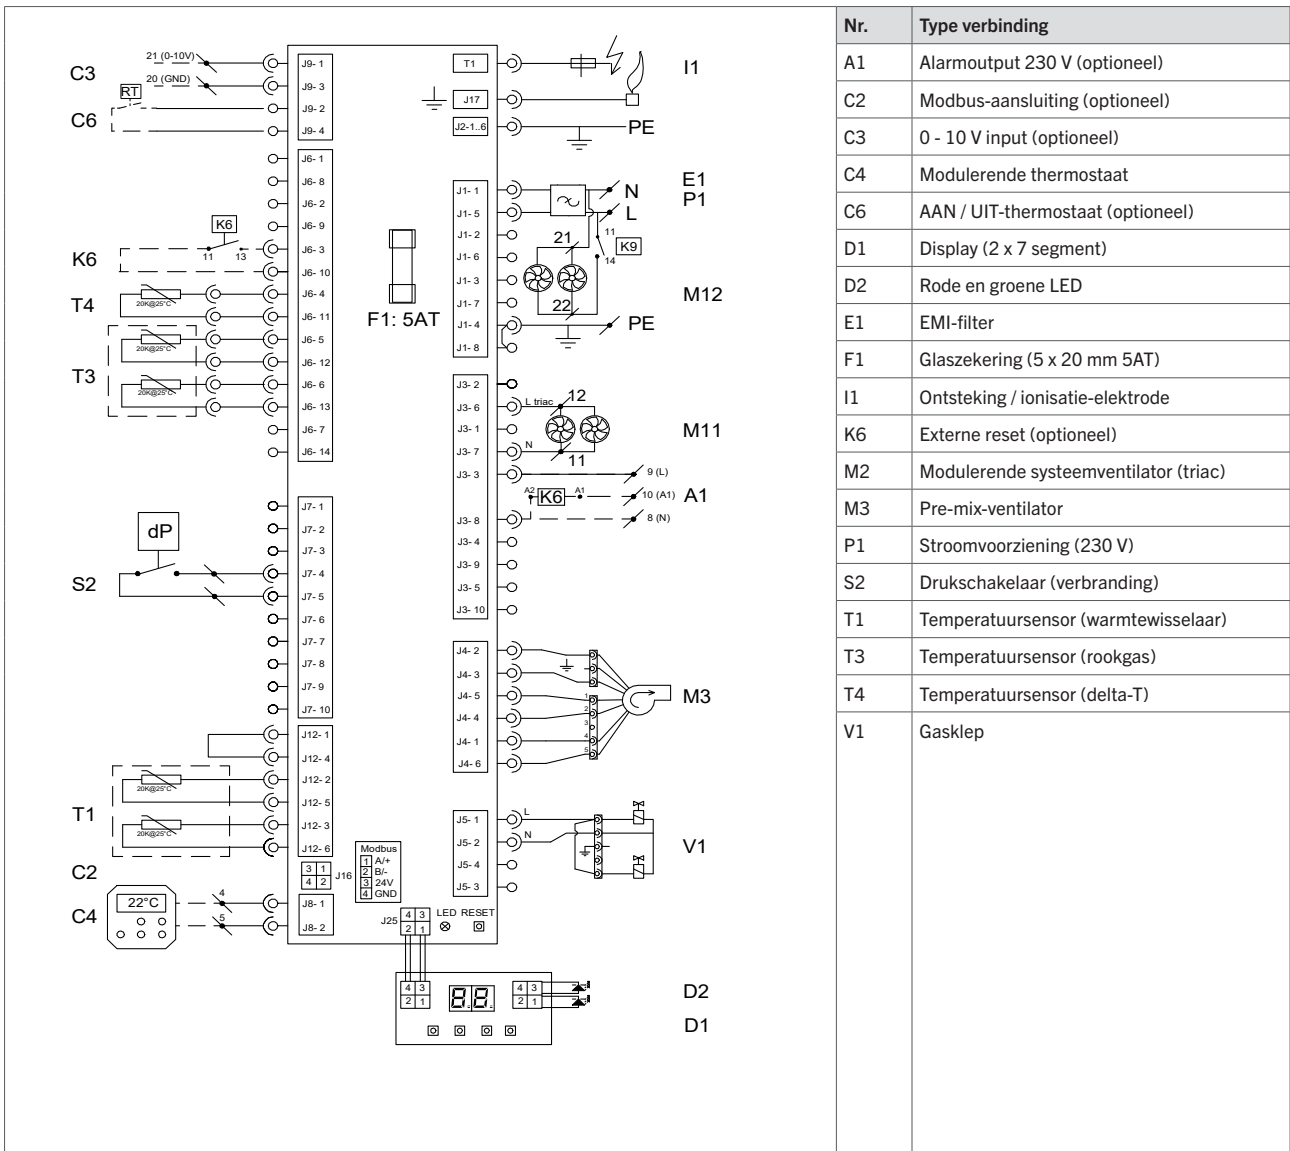 C3
21 (0-10V)
20 (GND)
RT
C6
J9- 1
J9- 3
J9- 2
J9- 4
J6- 1
J6- 8
J6- 2
J6- 9
J6- 3
J6- 10
J6- 4
J6- 11
J6- 5
J6- 12
J6- 6
J6- 13
J6- 7
J6- 14
K6
K6
11 13
T4
20K@25°C
T3
20K@25°C
20K@25°C
J7- 1
J7- 2
J7- 3
J7- 4
J7- 5
J7- 6
J7- 7
J7- 8
J7- 9
J7- 10
dP
S2
J12- 1
J12- 4
J12- 2
J12- 5
J12- 3
J12- 6
T1
20K@25°C
20K@25°C
C2
3 1
4 2
J16
Modbus
1 A/+
2 B/-
3 24V
4 GND
C4
22°C
4
5
J8- 1
J8- 2
J25
4 3
2 1
LED RESET
F1: 5AT
T1
I1
J17
J2-1..6
PE
J1- 1
J1- 5
J1- 2
J1- 6
J1- 3
J1- 7
J1- 4
J1- 8
N
L
E1
P1
21
22
11
14
K9
M12
PE
J3- 2
J3- 6
J3- 1
J3- 7
J3- 3
J3- 8
J3- 4
J3- 9
J3- 5
J3- 10
L triac
12
N
11
M11
9 (L)
A2 K6 A1
10 (A1)
A1
8 (N)
J4- 2
J4- 3
J4- 5
J4- 4
J4- 1
J4- 6
1
2
3
4
5
M3
J5- 1
J5- 2
J5- 4
J5- 3
L
N
V1
4 3
2 1
88
4 3
2 1
D2
D1
Nr. Type verbinding
A1 Alarmoutput 230 V (optioneel)
C2 Modbus-aansluiting (optioneel)
C3 0 - 10 V input (optioneel)
C4 Modulerende thermostaat
C6 AAN / UIT-thermostaat (optioneel)
D1 Display (2 x 7 segment)
D2 Rode en groene LED
E1 EMI-filter
F1 Glaszekering (5 x 20 mm 5AT)
I1 Ontsteking / ionisatie-elektrode
K6 Externe reset (optioneel)
M2 Modulerende systeemventilator (triac)
M3 Pre-mix-ventilator
P1 Stroomvoorziening (230 V)
S2 Drukschakelaar (verbranding)
T1 Temperatuursensor (warmtewisselaar)
T3 Temperatuursensor (rookgas)
T4 Temperatuursensor (delta-T)
V1 Gasklep